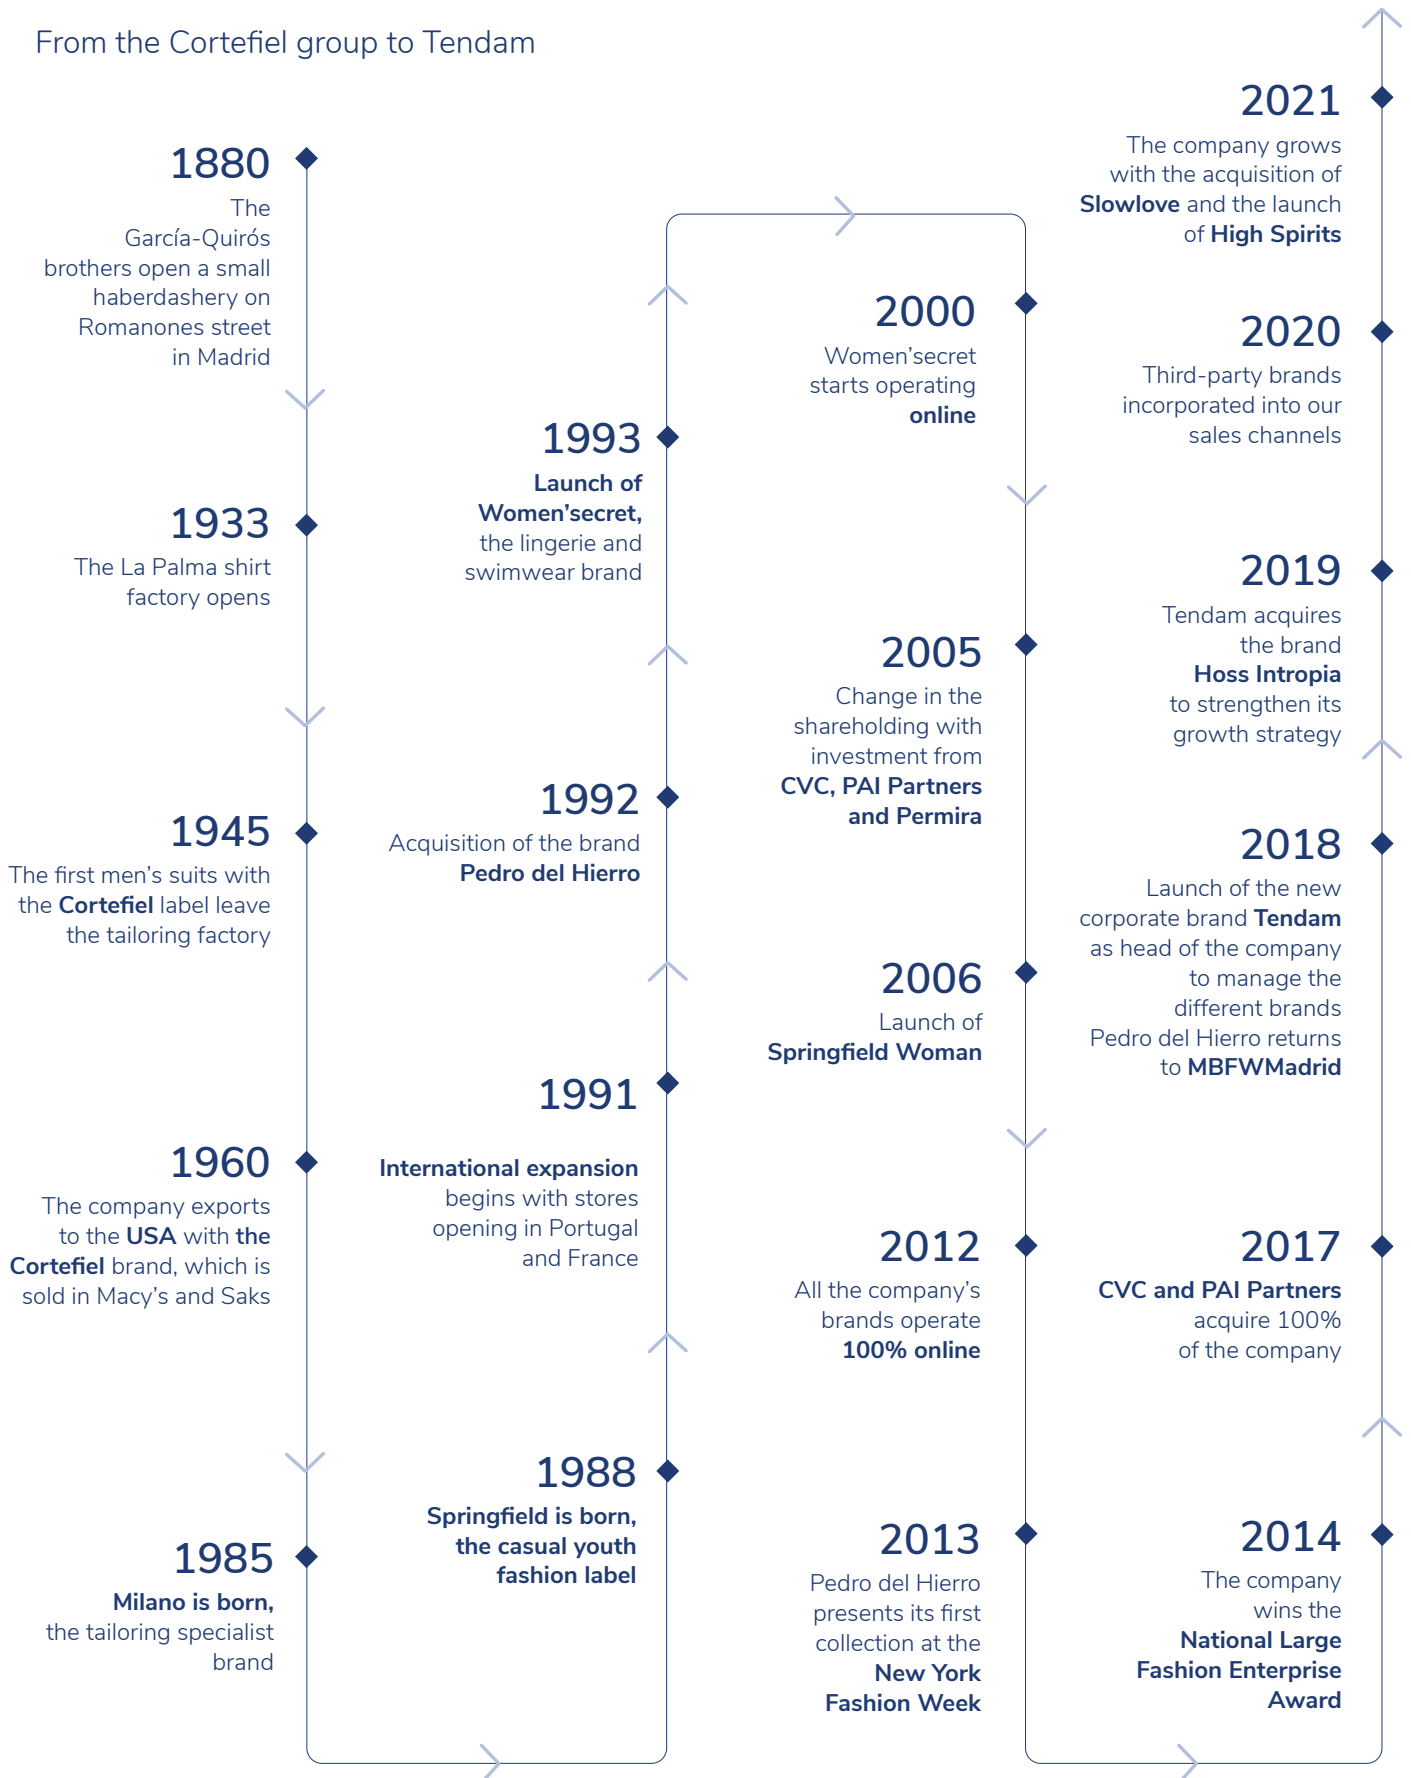 From the Cortefiel group to Tendam
1880
The
García-Quirós
brothers open a small
haberdashery on
Romanones street
in Madrid
1933
The La Palma shirt
factory opens
1945
The first men’s suits with
the Cortefiel label leave
the tailoring factory
1960
The company exports
to the USA with the
Cortefiel brand, which is
sold in Macy’s and Saks
1985
Milano is born,
the tailoring specialist
brand
1988
Springfield is born,
the casual youth
fashion label
1991
International expansion
begins with stores
opening in Portugal
and France
1992
Acquisition of the brand
Pedro del Hierro
1993
Launch of
Women’secret,
the lingerie and
swimwear brand
2000
Women’secret
starts operating
online
2005
Change in the
shareholding with
investment from
CVC, PAI Partners
and Permira
2006
Launch of
Springfield Woman
2012
All the company’s
brands operate
100% online
2013
Pedro del Hierro
presents its first
collection at the
New York
Fashion Week
2014
The company
wins the
National Large
Fashion Enterprise
Award
2017
CVC and PAI Partners
acquire 100%
of the company
2018
Launch of the new
corporate brand Tendam
as head of the company
to manage the
different brands
Pedro del Hierro returns
to MBFWMadrid
2019
Tendam acquires
the brand
Hoss Intropia
to strengthen its
growth strategy
2020
Third-party brands
incorporated into our
sales channels
2021
The company grows
with the acquisition of
Slowlove and the launch
of High Spirits